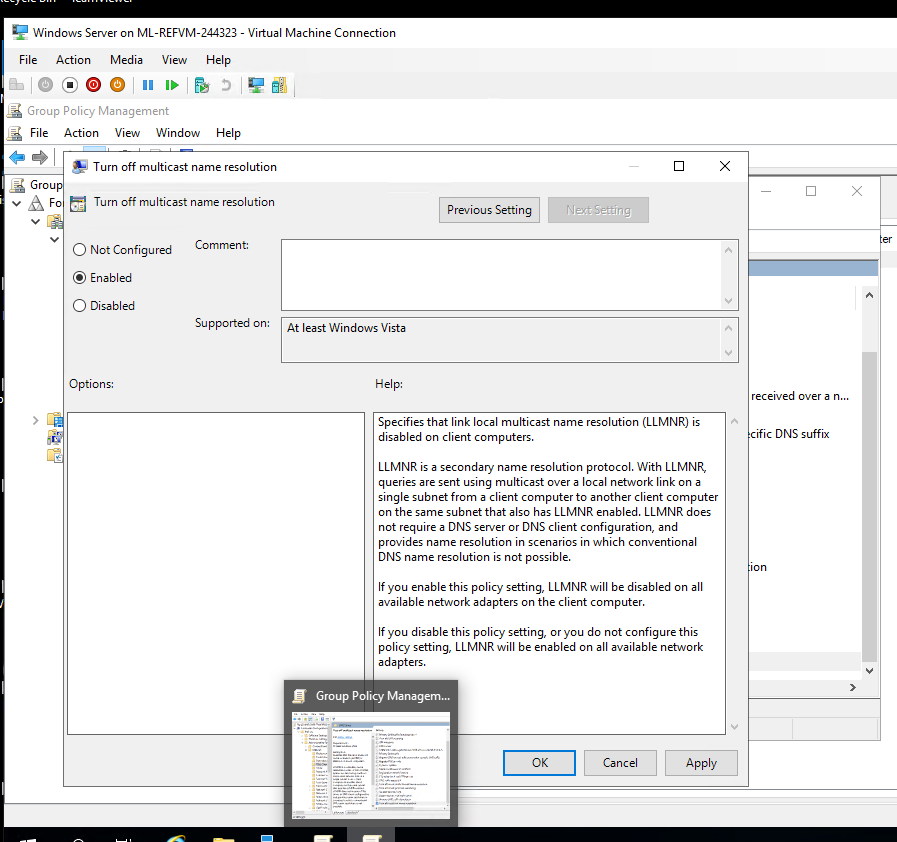 TeamViewer
Windows Server on ML-REFVM-244323 - Virtual Machine Connection
File Action Media View Help
Group Policy Management
File Action View Window Help
Group
Fo
Turn off multicast name resolution
Turn off multicast name resolution
Previous Setting
Next Setting
Not Configured
Enabled
Disabled
Comment:
Supported on:
At least Windows Vista
Options:
Help:
Specifies that link local multicast name resolution (LLMNR) is
disabled on client computers.
LLMNR is a secondary name resolution protocol. With LLMNR,
queries are sent using multicast over a local network link on a
single subnet from a client computer to another client computer
on the same subnet that also has LLMNR enabled. LLMNR does
not require a DNS server or DNS client configuration, and
provides name resolution in scenarios in which conventional
DNS name resolution is not possible.
If you enable this policy setting, LLMNR will be disabled on all
available network adapters on the client computer.
If you disable this policy setting, or you do not configure this
policy setting, LLMNR will be enabled on all available network
adapters.
ter
received over a n...
ecific DNS suffix
tion
Group Policy Managem...
OK
Cancel
Apply